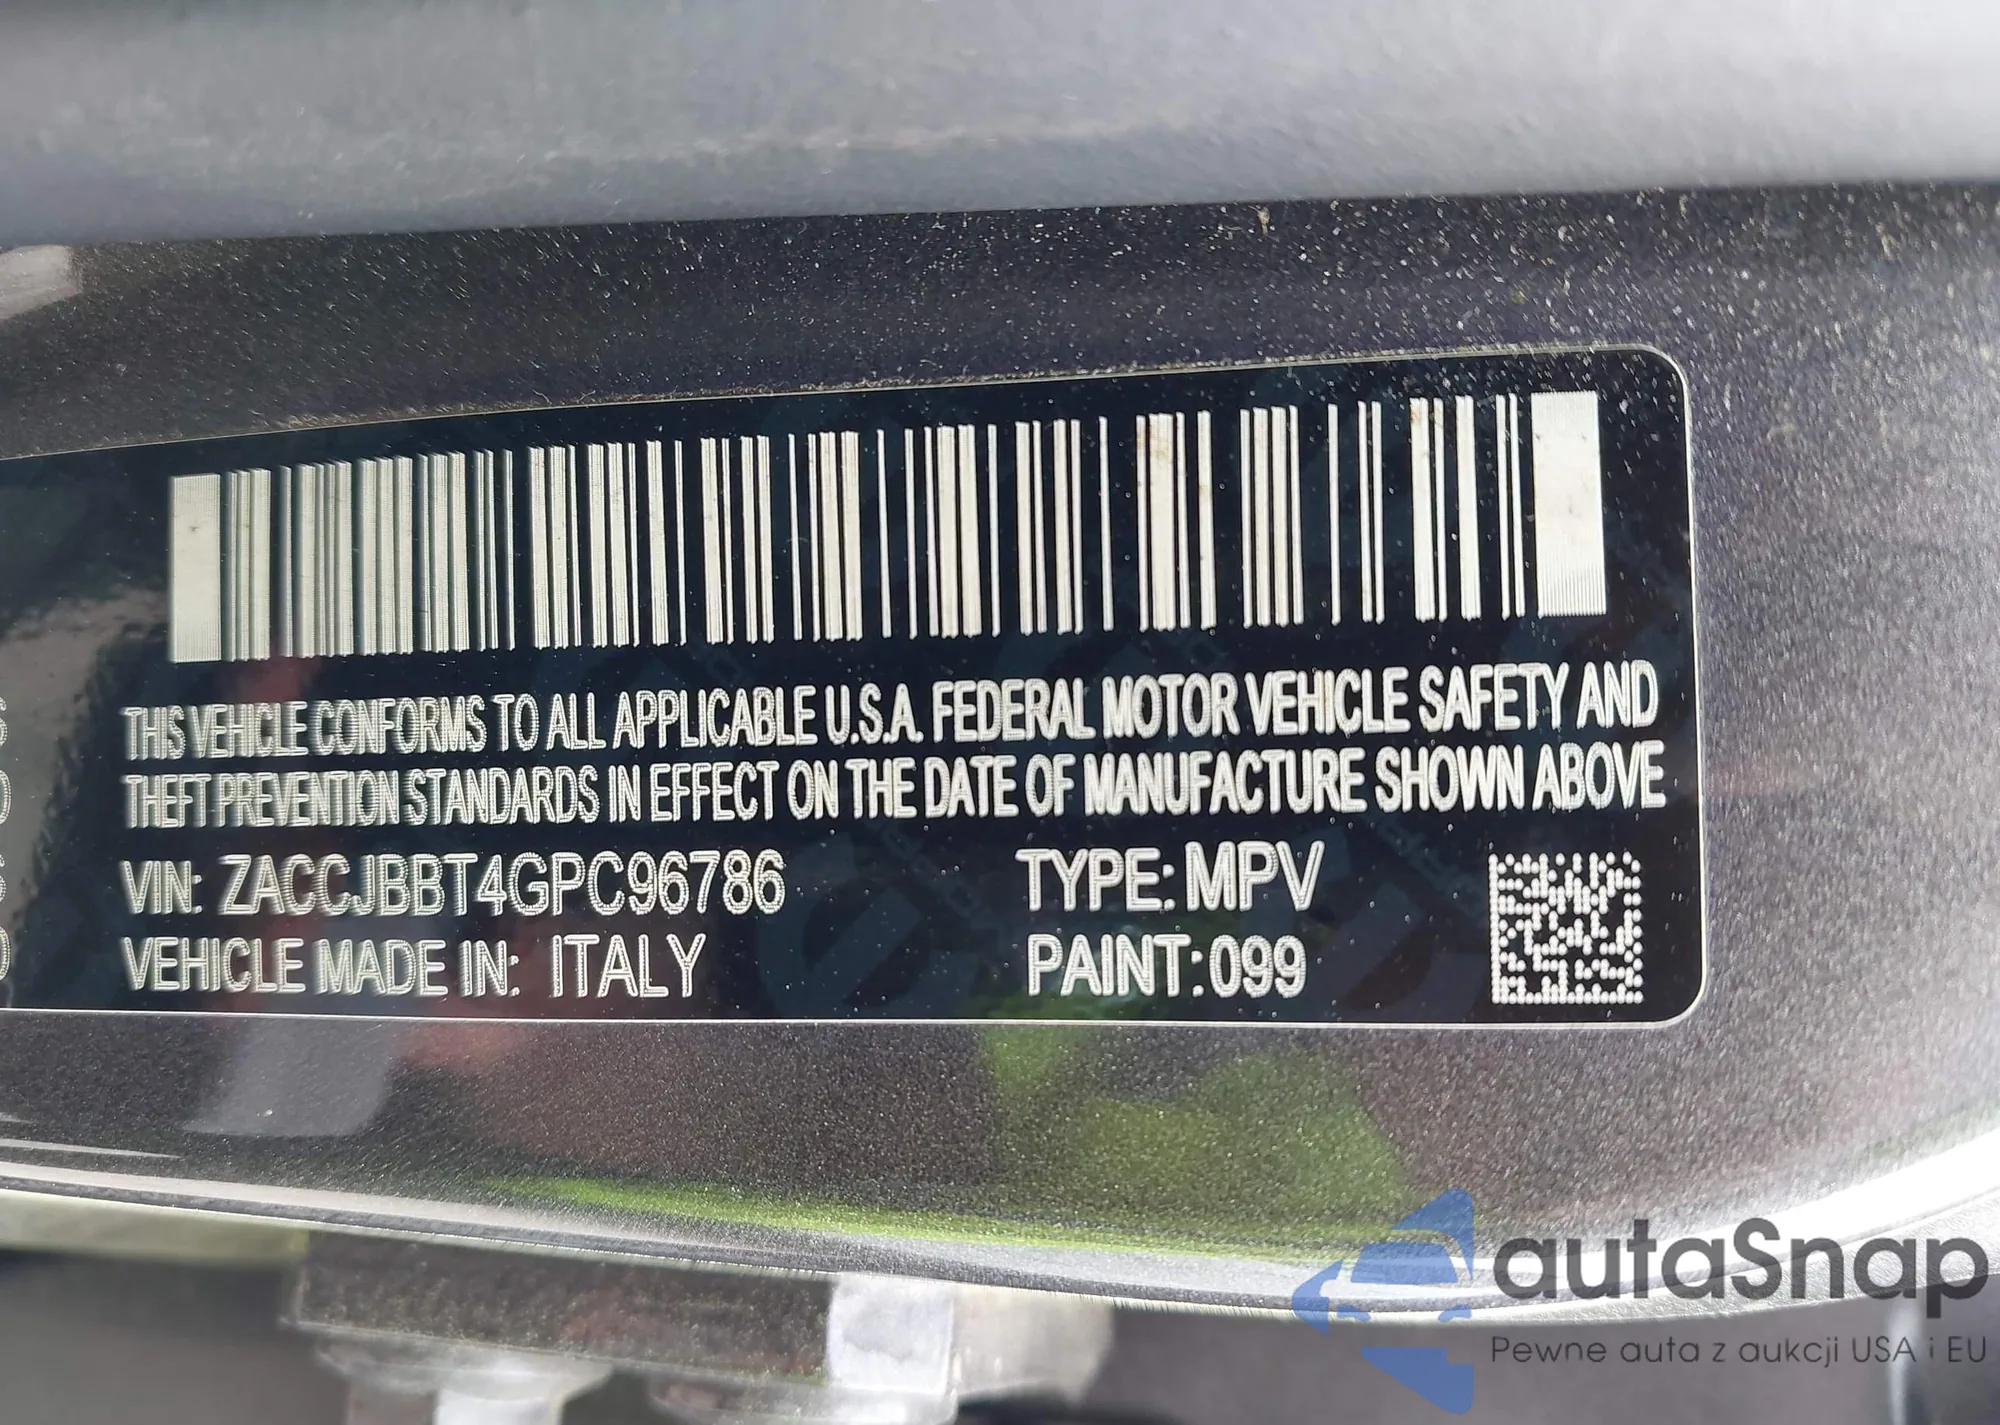 THIS VEHICLE CONFORMS TO ALL APPLICABLE U.S.A. FEDERAL MOTOR VEHICLE SAFETY AND
THEFT PREVENTION STANDARDS IN EFFECT ON THE DATE OF MANUFACTURE SHOWN ABOVE
VIN: ZACCJBBT4GPC96786 TYPE: MPV
VEHICLE MADE IN: ITALY PAINT: 099
autaSnap
Pewne auta z aukcji USA i EU